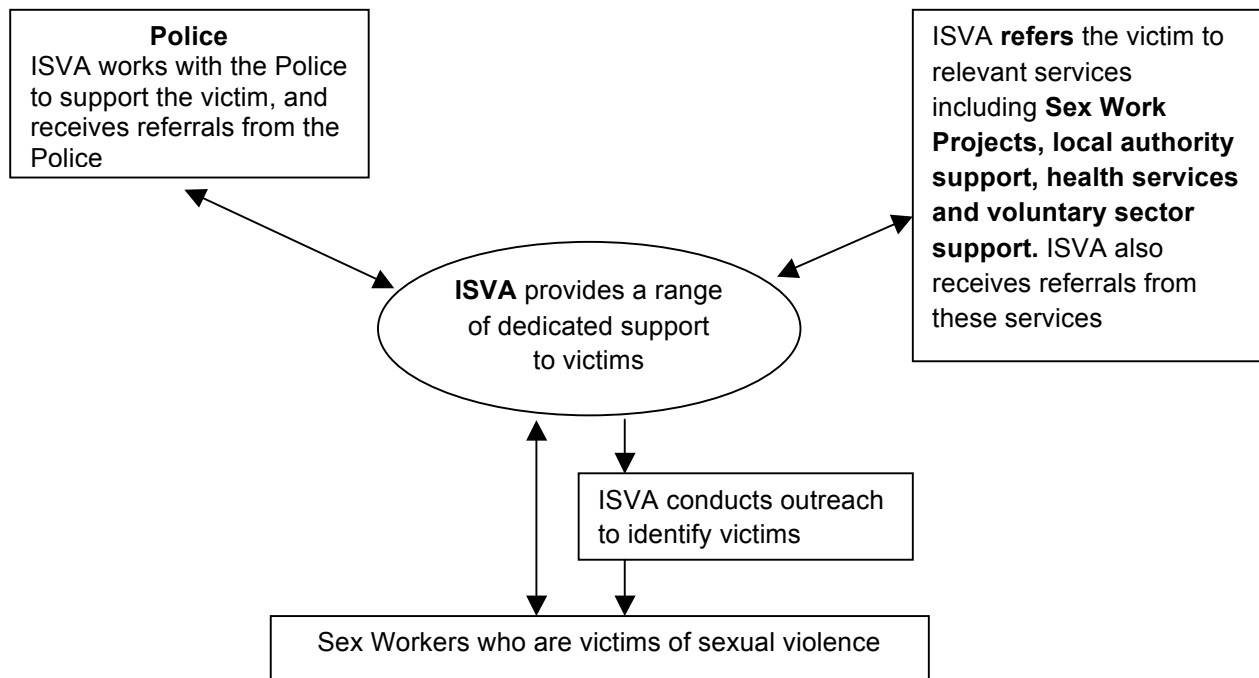 Police
ISVA works with the Police
to support the victim, and
receives referrals from the
Police
ISVA refers the victim to
relevant services
including Sex Work
Projects, local authority
support, health services
and voluntary sector
support. ISVA also
receives referrals from
these services
ISVA provides a range
of dedicated support
to victims
ISVA conducts outreach
to identify victims
Sex Workers who are victims of sexual violence